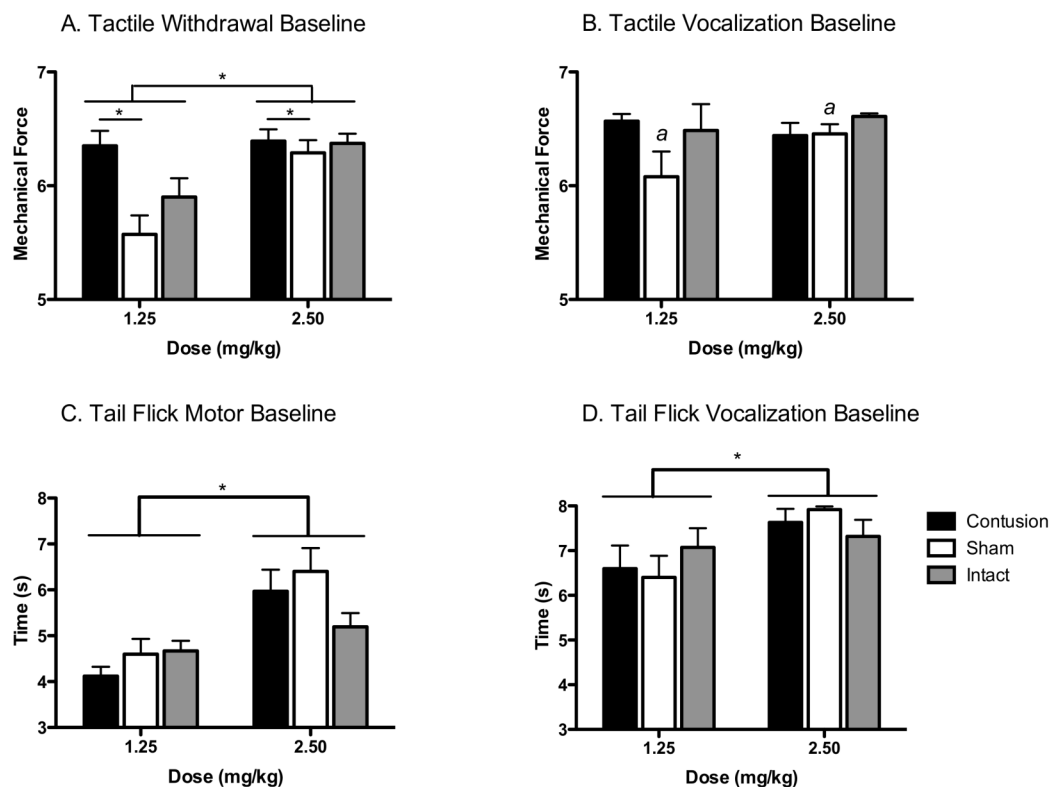 A. Tactile Withdrawal Baseline
Mechanical Force
7
6
5
*
*
*
1.25
2.50
Dose (mg/kg)
B. Tactile Vocalization Baseline
Mechanical Force
7
6
5
a
a
1.25
2.50
Dose (mg/kg)
C. Tail Flick Motor Baseline
Time (s)
8
7
6
5
4
3
*
1.25
2.50
Dose (mg/kg)
D. Tail Flick Vocalization Baseline
Time (s)
8
7
6
5
4
3
*
1.25
2.50
Dose (mg/kg)
Contusion
Sham
Intact